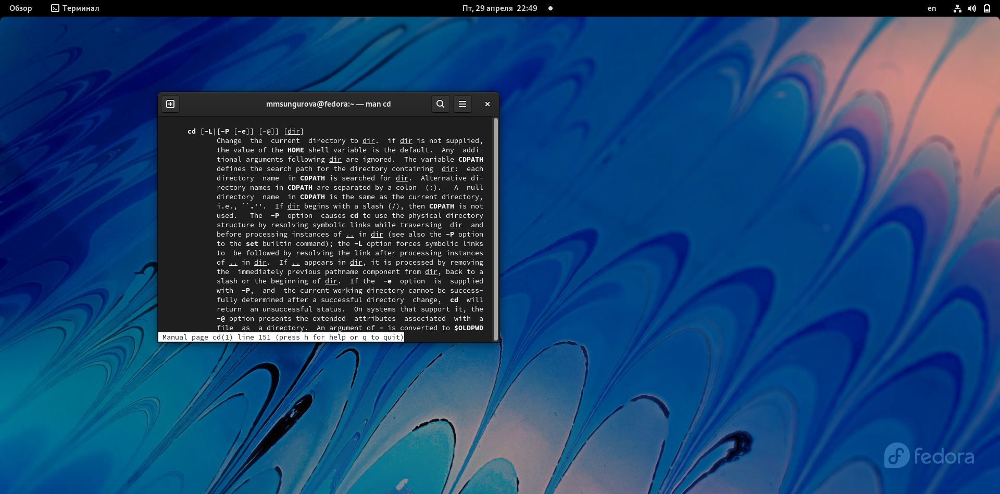 Обзор Терминал Пт, 29 апреля 22:49 en
mmsungurova@fedora:~ — man cd
cd [-L|[-P [-e]] [-@]] [dir]
Change the current directory to dir. if dir is not supplied,
the value of the HOME shell variable is the default. Any addi-
tional arguments following dir are ignored. The variable CDPATH
defines the search path for the directory containing dir: each
directory name in CDPATH is searched for dir. Alternative di-
rectory names in CDPATH are separated by a colon (:). A null
directory name in CDPATH is the same as the current directory,
i.e., ``.''. If dir begins with a slash (/), then CDPATH is not
used. The -P option causes cd to use the physical directory
structure by resolving symbolic links while traversing dir and
before processing instances of .. in dir (see also the -P option
to the set builtin command); the -L option forces symbolic links
to be followed by resolving the link after processing instances
of .. in dir. If .. appears in dir, it is processed by removing
the immediately previous pathname component from dir, back to a
slash or the beginning of dir. If the -e option is supplied
with -P, and the current working directory cannot be success-
fully determined after a successful directory change, cd will
return an unsuccessful status. On systems that support it, the
-@ option presents the extended attributes associated with a
file as a directory. An argument of - is converted to $OLDPWD
Manual page cd(1) line 151 (press h for help or q to quit)
fedora